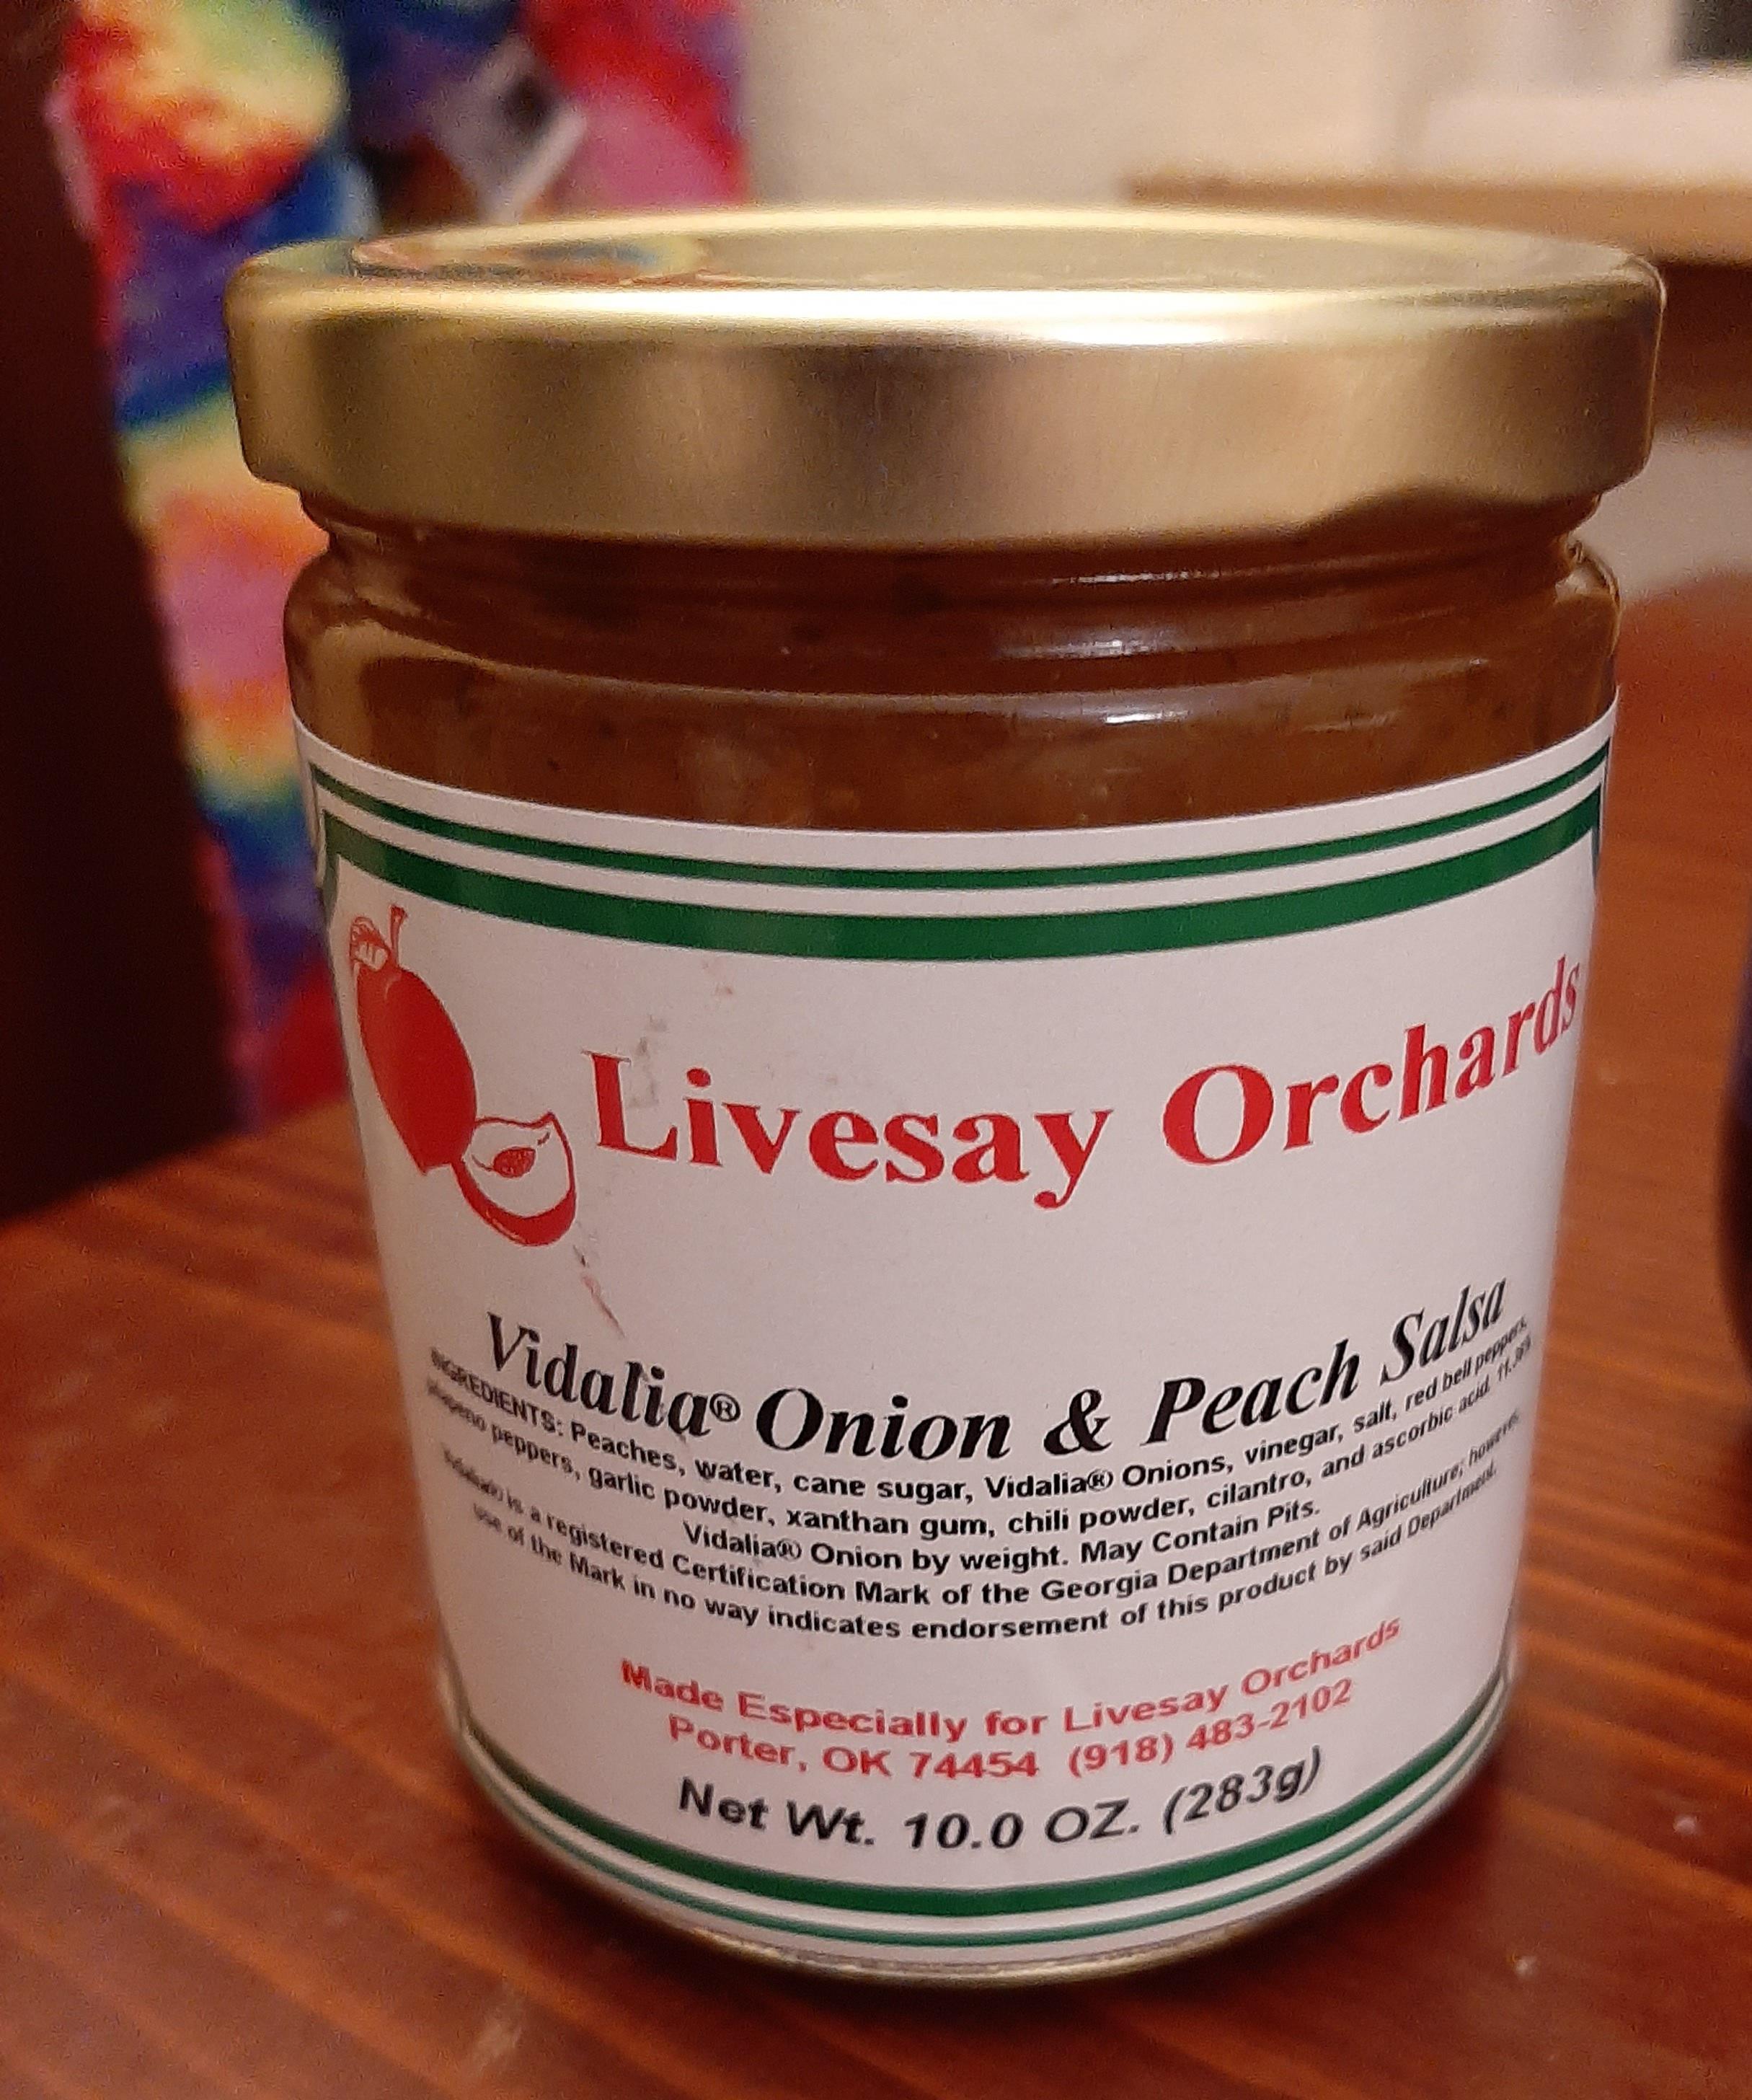 Livesay Orchards
Vidalia® Onion & Peach Salsa
INGREDIENTS: Peaches, water, cane sugar, Vidalia® Onions, vinegar, salt, red bell peppers,
jalapeno peppers, garlic powder, xanthan gum, chili powder, cilantro, and ascorbic acid. 11.36%
Vidalia® Onion by weight. May Contain Pits.
Vidalia® is a registered Certification Mark of the Georgia Department of Agriculture; however,
use of the Mark in no way indicates endorsement of this product by said Department.
Made Especially for Livesay Orchards
Porter, OK 74454 (918) 483-2102
Net Wt. 10.0 OZ. (283g)